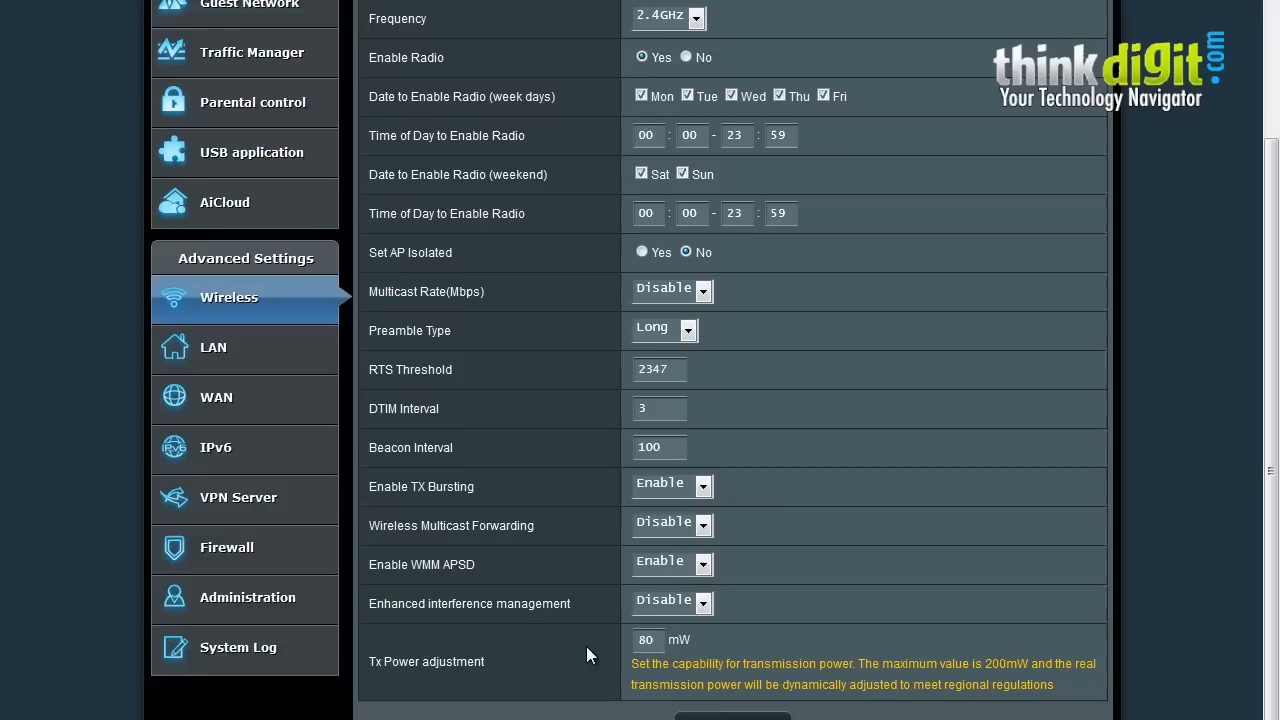 Guest Network
Traffic Manager
Parental control
USB application
AiCloud
Advanced Settings
Wireless
LAN
WAN
IPv6
VPN Server
Firewall
Administration
System Log
Frequency 2.4GHz
Enable Radio Yes No
Date to Enable Radio (week days) Mon Tue Wed Thu Fri
Time of Day to Enable Radio 00 : 00 - 23 : 59
Date to Enable Radio (weekend) Sat Sun
Time of Day to Enable Radio 00 : 00 - 23 : 59
Set AP Isolated Yes No
Multicast Rate(Mbps) Disable
Preamble Type Long
RTS Threshold 2347
DTIM Interval 3
Beacon Interval 100
Enable TX Bursting Enable
Wireless Multicast Forwarding Disable
Enable WMM APSD Enable
Enhanced interference management Disable
Tx Power adjustment 80 mW
Set the capability for transmission power. The maximum value is 200mW and the real
transmission power will be dynamically adjusted to meet regional regulations
thinkdigit.com
Your Technology Navigator